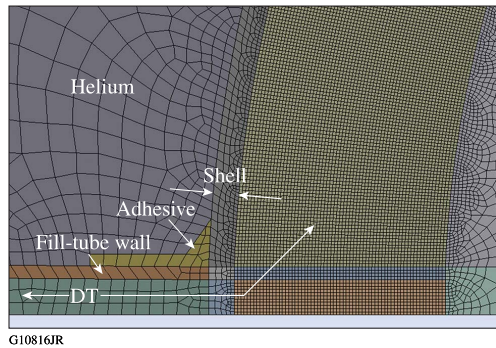 Helium
Shell
Adhesive
Fill-tube wall
DT
G10816JR